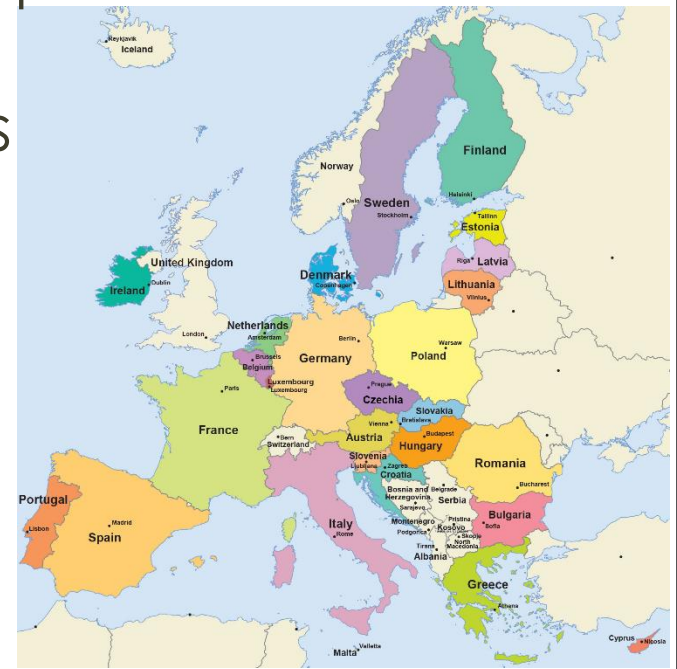 S
Reykjavik
Iceland
Norway
Oslo
Sweden
Stockholm
Finland
Helsinki
Tallinn
Estonia
Riga
Latvia
Lithuania
Vilnius
Denmark
Copenhagen
United Kingdom
Ireland
Dublin
London
Netherlands
Amsterdam
Brussels
Belgium
Luxembourg
Luxembourg
Berlin
Germany
Warsaw
Poland
Prague
Czechia
Paris
France
Slovakia
Bratislava
Vienna
Austria
Budapest
Hungary
Bern
Switzerland
Slovenia
Ljubljana
Zagreb
Croatia
Romania
Bucharest
Bosnia and
Herzegovina
Sarajevo
Belgrade
Serbia
Montenegro
Podgorica
Pristina
Kosovo
Bulgaria
Sofia
Skopje
North
Macedonia
Tirana
Albania
Portugal
Lisbon
Madrid
Spain
Italy
Rome
Greece
Athens
Valletta
Malta
Cyprus
Nicosia